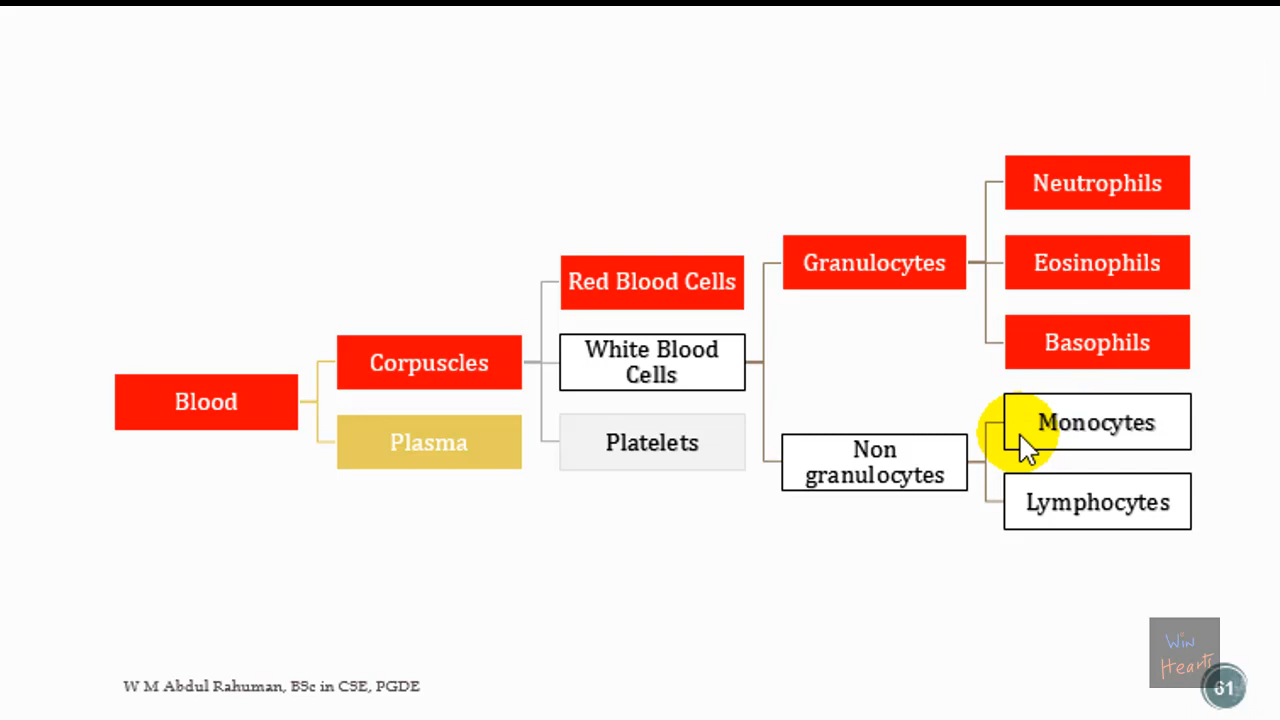 Neutrophils
Granulocytes
Eosinophils
Red Blood Cells
Basophils
White Blood
Cells
Corpuscles
Blood
Monocytes
Plasma
Platelets
Non
granulocytes
Lymphocytes
Win
Hearts
W M Abdul Rahuman, BSc in CSE, PGDE
61